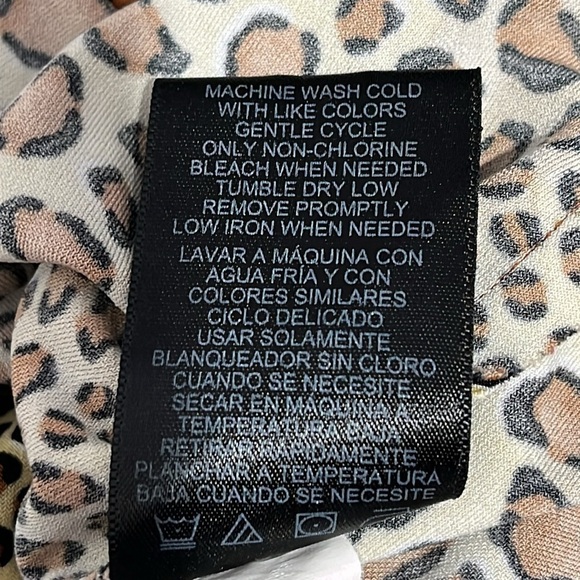 MACHINE WASH COLD
WITH LIKE COLORS
GENTLE CYCLE
ONLY NON-CHLORINE
BLEACH WHEN NEEDED
TUMBLE DRY LOW
REMOVE PROMPTLY
LOW IRON WHEN NEEDED
LAVAR A MÁQUINA CON
AGUA FRÍA Y CON
COLORES SIMILARES
CICLO DELICADO
USAR SOLAMENTE
BLANQUEADOR SIN CLORO
CUANDO SE NECESITE
SECAR EN MÁQUINA A
TEMPERATURA BAJA
RETIRAR RÁPIDAMENTE
PLANCHAR A TEMPERATURA
BAJA CUANDO SE NECESITE